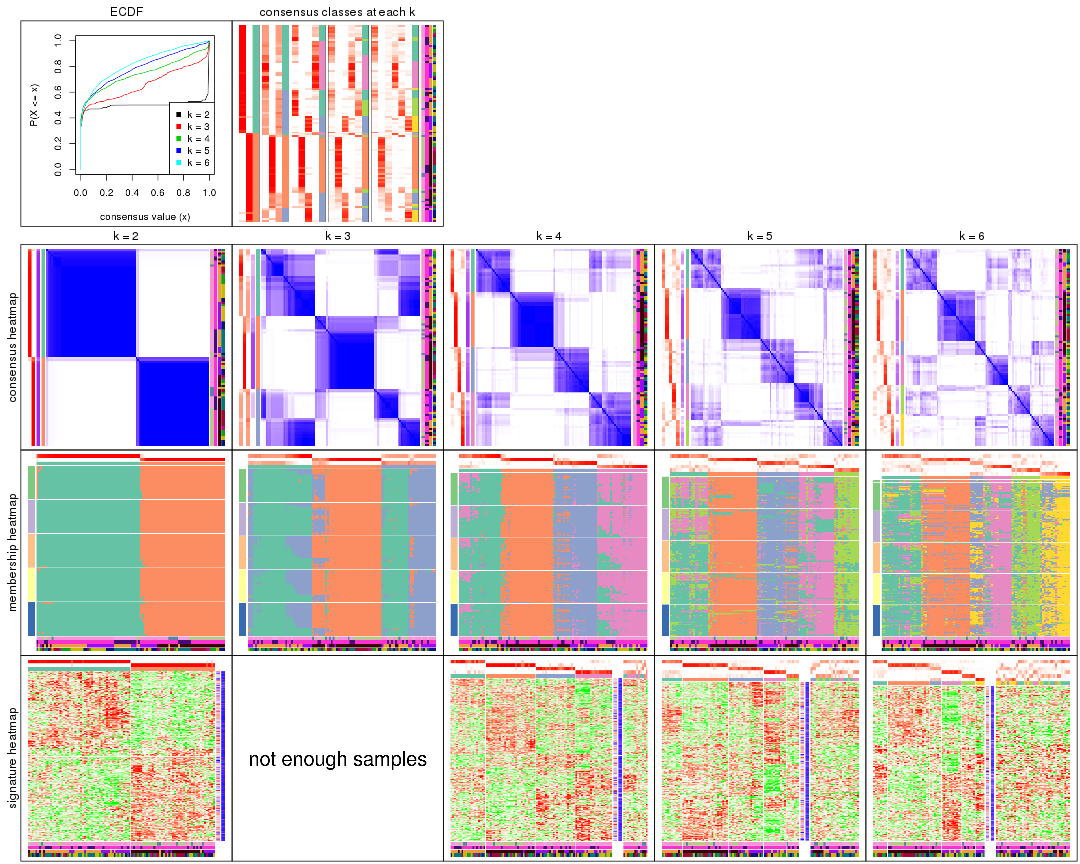 ECDF
consensus classes at each k
P(X <= x)
0.0
0.2
0.4
0.6
0.8
1.0
k = 2
k = 3
k = 4
k = 5
k = 6
0.0 0.2 0.4 0.6 0.8 1.0
consensus value (x)
k = 2
k = 3
k = 4
k = 5
k = 6
consensus heatmap
membership heatmap
signature heatmap
not enough samples